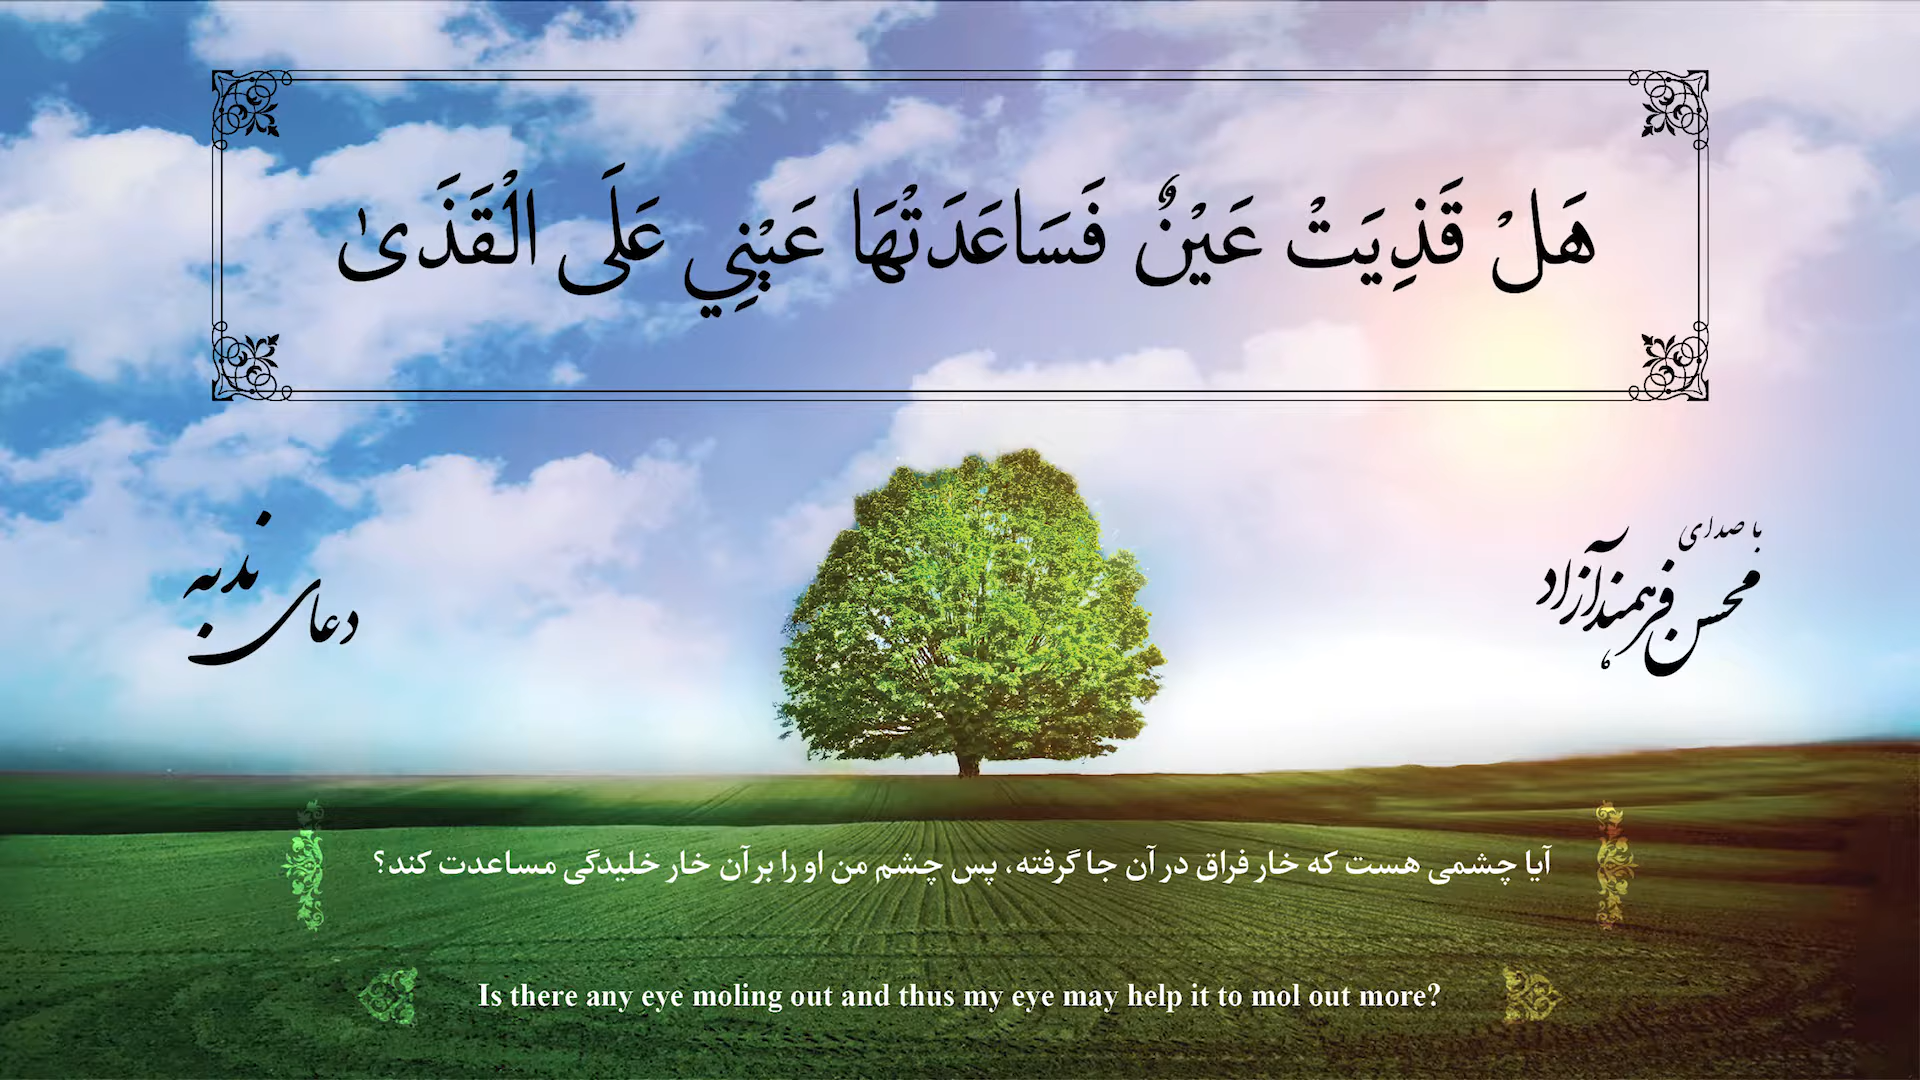 هَلْ قَذِيَتْ عَيْنٌ فَسَاعَدَتْهَا عَيْنِي عَلَى الْقَذَىٰ
با صدای
محسن فرهمند آزاد
دعای ندبه
آیا چشمی هست که خار فراق در آن جا گرفته، پس چشم من او را بر آن خار خلیدگی مساعدت کند؟
Is there any eye moling out and thus my eye may help it to mol out more?